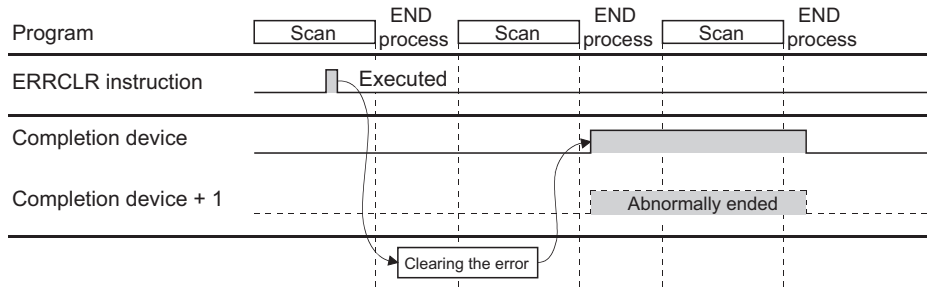 Program
Scan
END
process
Scan
END
process
Scan
END
process
ERRCLR instruction
Executed
Completion device
Completion device + 1
Abnormally ended
Clearing the error